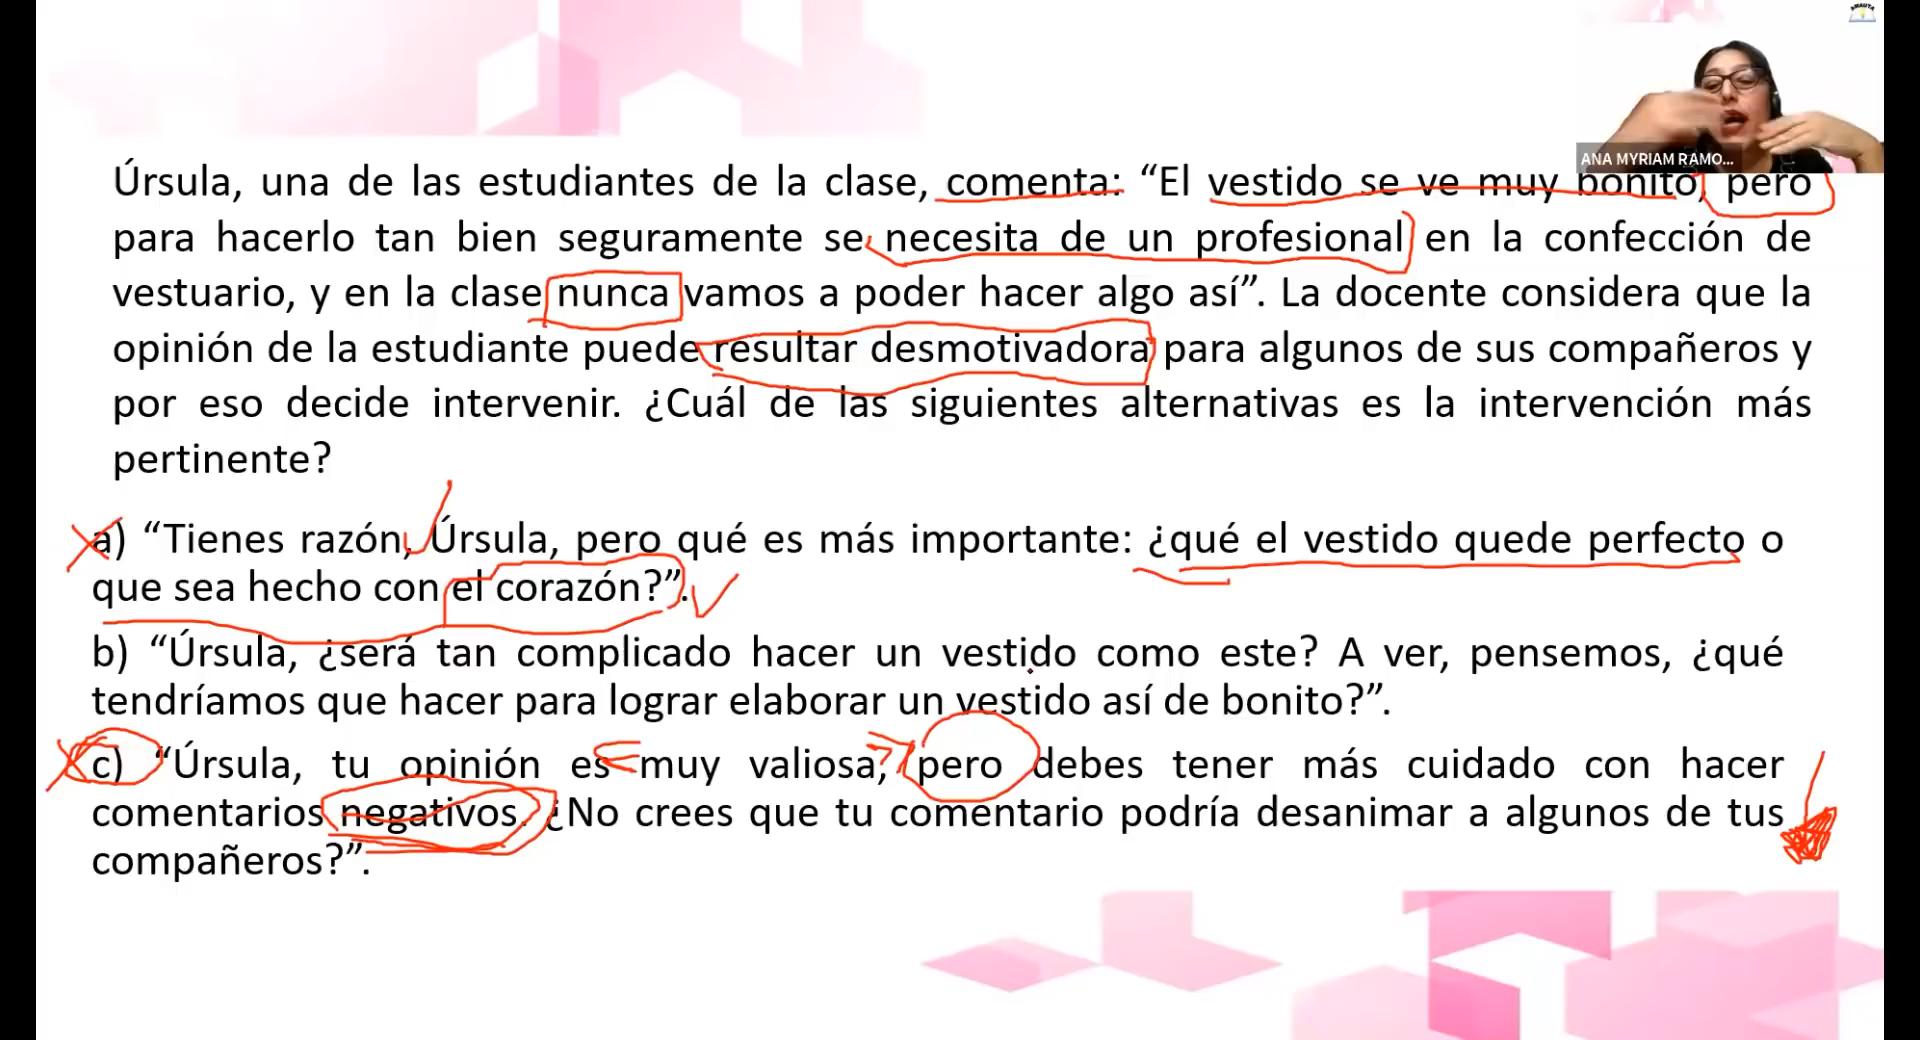 AMAUTA
ANA MYRIAM RAMO...
Úrsula, una de las estudiantes de la clase, comenta: “El vestido se ve muy bonito, pero
para hacerlo tan bien seguramente se necesita de un profesional en la confección de
vestuario, y en la clase nunca vamos a poder hacer algo así”. La docente considera que la
opinión de la estudiante puede resultar desmotivadora para algunos de sus compañeros y
por eso decide intervenir. ¿Cuál de las siguientes alternativas es la intervención más
pertinente?
a) “Tienes razón, Úrsula, pero qué es más importante: ¿qué el vestido quede perfecto o
que sea hecho con el corazón?”.
b) “Úrsula, ¿será tan complicado hacer un vestido como este? A ver, pensemos, ¿qué
tendríamos que hacer para lograr elaborar un vestido así de bonito?”.
c) “Úrsula, tu opinión es muy valiosa, pero debes tener más cuidado con hacer
comentarios negativos. ¿No crees que tu comentario podría desanimar a algunos de tus
compañeros?”.